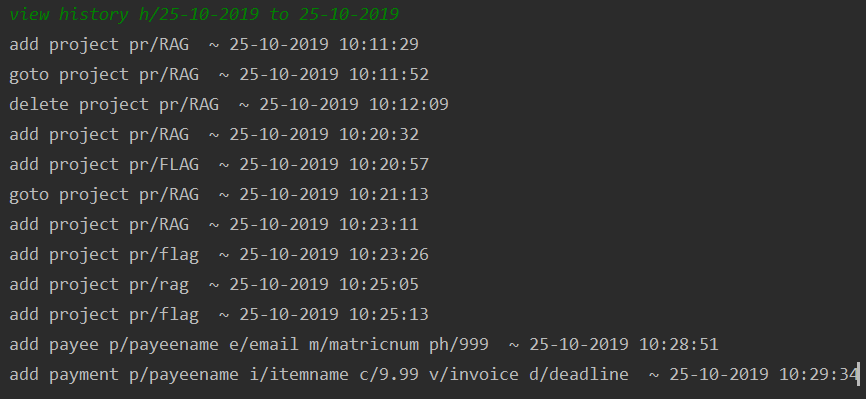 view history h/25-10-2019 to 25-10-2019
add project pr/RAG  ~ 25-10-2019 10:11:29
goto project pr/RAG  ~ 25-10-2019 10:11:52
delete project pr/RAG  ~ 25-10-2019 10:12:09
add project pr/RAG  ~ 25-10-2019 10:20:32
add project pr/FLAG  ~ 25-10-2019 10:20:57
goto project pr/RAG  ~ 25-10-2019 10:21:13
add project pr/RAG  ~ 25-10-2019 10:23:11
add project pr/flag  ~ 25-10-2019 10:23:26
add project pr/rag  ~ 25-10-2019 10:25:05
add project pr/flag  ~ 25-10-2019 10:25:13
add payee p/payeename e/email m/matricnum ph/999  ~ 25-10-2019 10:28:51
add payment p/payeename i/itemname c/9.99 v/invoice d/deadline  ~ 25-10-2019 10:29:34